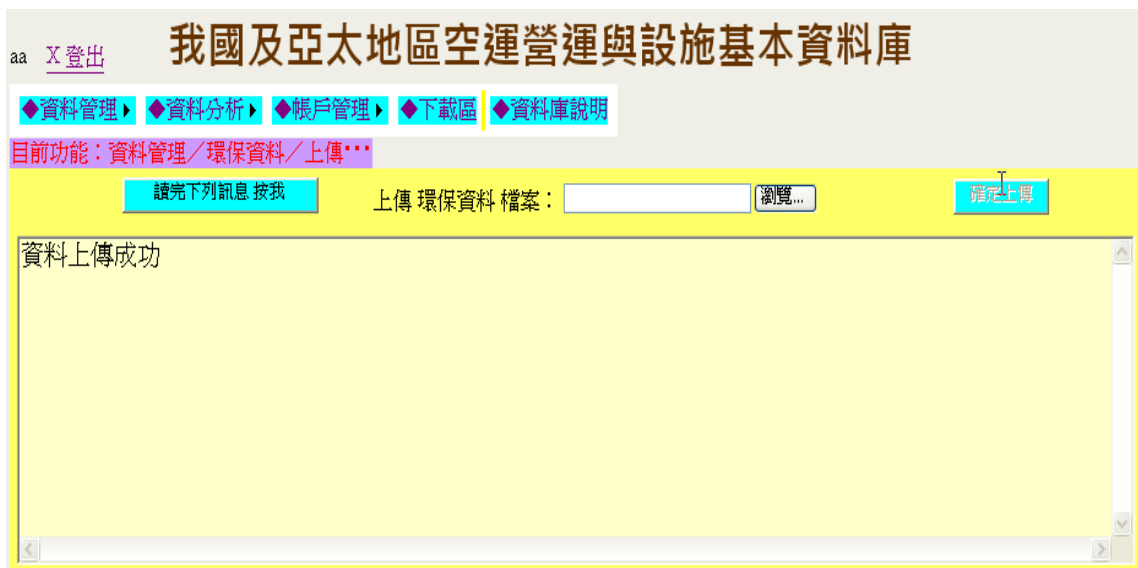 我國及亞太地區空運營運與設施基本資料庫
aa X 登出
◆資料管理 ◆資料分析 ◆帳戶管理 ◆下載區 ◆資料庫說明
目前功能：資料管理／環保資料／上傳…
讀完下列訊息 按我 上傳 環保資料 檔案： 瀏覽... 確定上傳
資料上傳成功